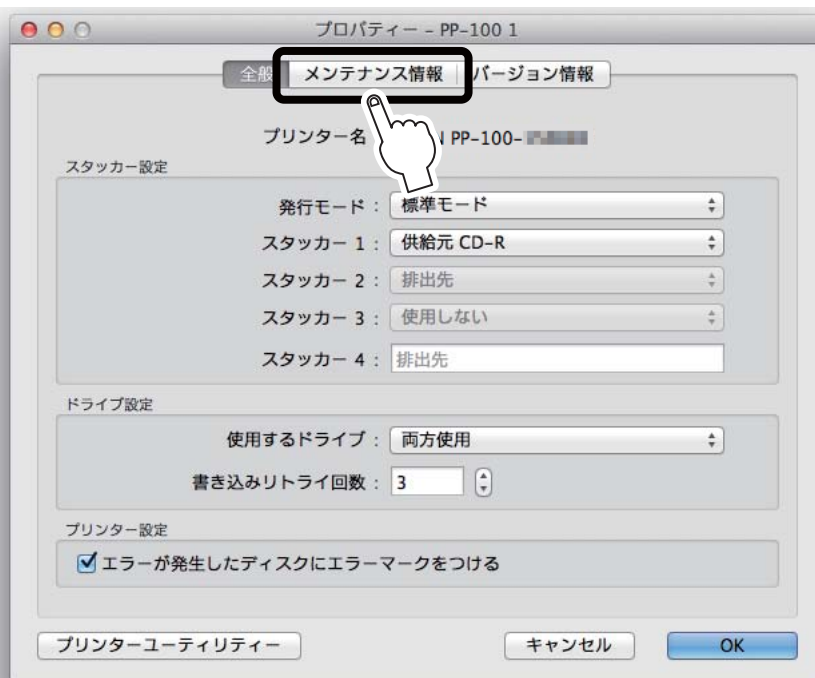 プロパティー – PP-100 1
全般 メンテナンス情報 バージョン情報
プリンター名 PP-100-
スタッカー設定
発行モード : 標準モード
スタッカー 1 : 供給元 CD-R
スタッカー 2 : 排出先
スタッカー 3 : 使用しない
スタッカー 4 : 排出先
ドライブ設定
使用するドライブ : 両方使用
書き込みリトライ回数 : 3
プリンター設定
エラーが発生したディスクにエラーマークをつける
プリンターユーティリティー キャンセル OK